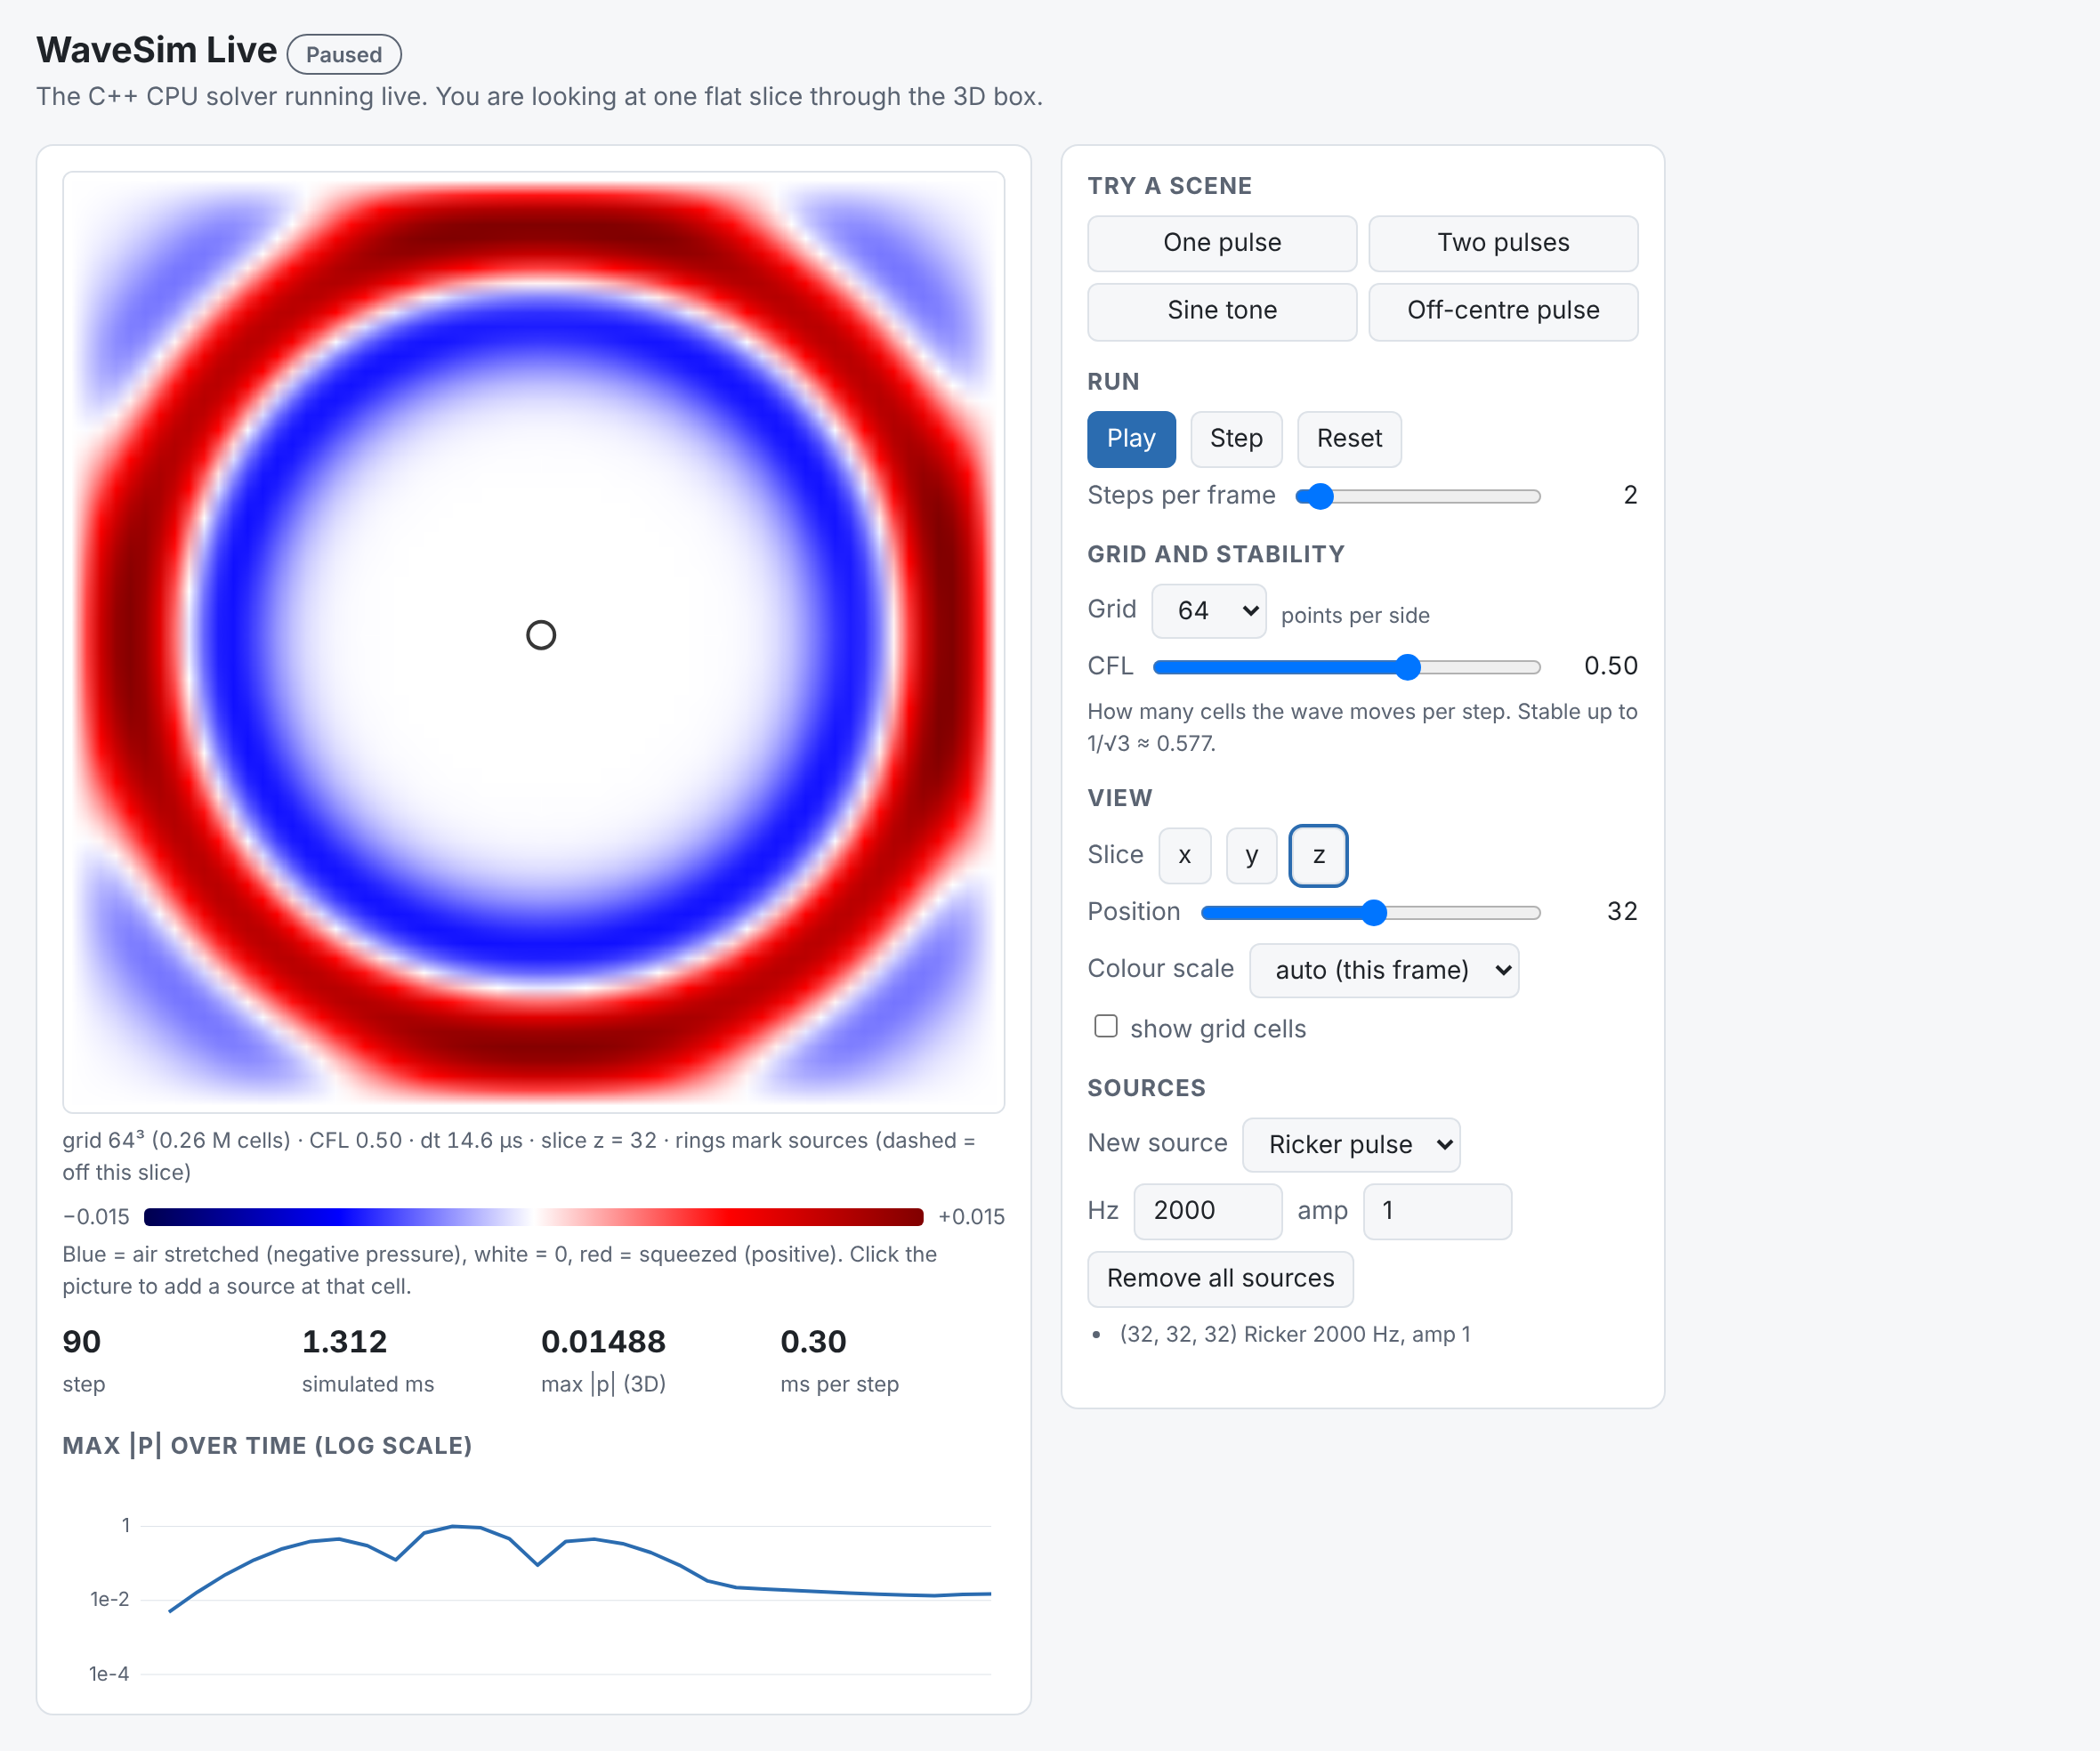 WaveSim Live Paused
The C++ CPU solver running live. You are looking at one flat slice through the 3D box.
grid 64³ (0.26 M cells) · CFL 0.50 · dt 14.6 µs · slice z = 32 · rings mark sources (dashed =
off this slice)
−0.015 +0.015
Blue = air stretched (negative pressure), white = 0, red = squeezed (positive). Click the
picture to add a source at that cell.
90 1.312 0.01488 0.30
step simulated ms max |p| (3D) ms per step
MAX |P| OVER TIME (LOG SCALE)
1
1e-2
1e-4
TRY A SCENE
One pulse Two pulses
Sine tone Off-centre pulse
RUN
Play Step Reset
Steps per frame 2
GRID AND STABILITY
Grid 64 points per side
CFL 0.50
How many cells the wave moves per step. Stable up to
1/√3 ≈ 0.577.
VIEW
Slice x y z
Position 32
Colour scale auto (this frame)
show grid cells
SOURCES
New source Ricker pulse
Hz 2000 amp 1
Remove all sources
• (32, 32, 32) Ricker 2000 Hz, amp 1